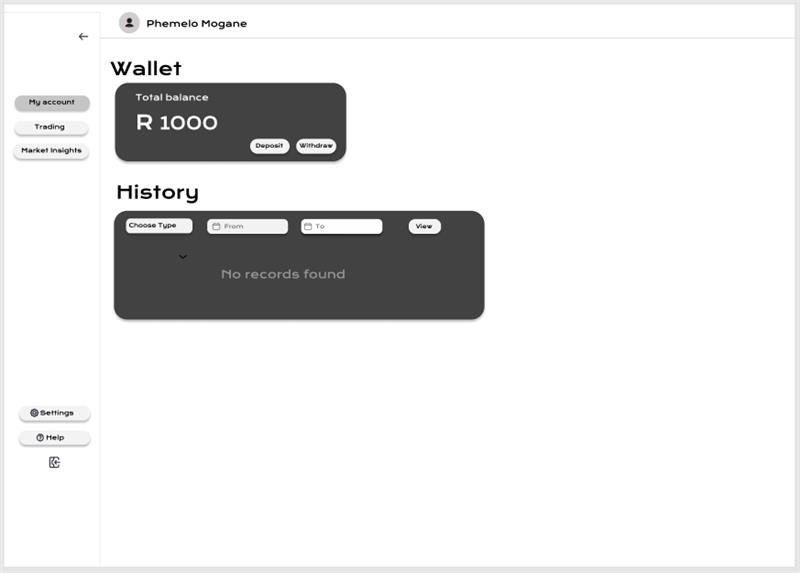 Phemelo Mogane
My account
Trading
Market Insights
Settings
Help
Wallet
Total balance
R 1000
Deposit
Withdraw
History
Choose Type
From
To
View
No records found